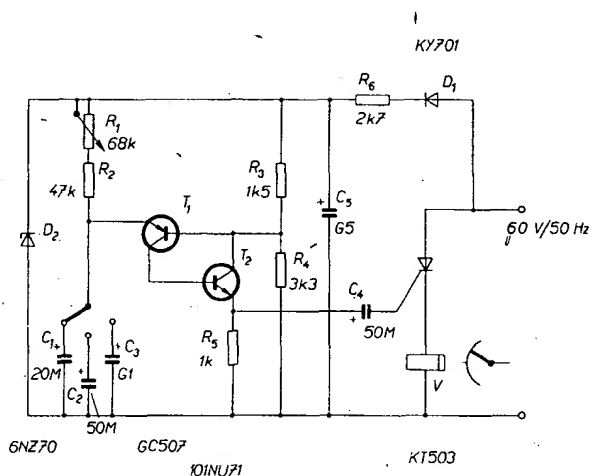 KY701
R6
D1
2k7
R1
68k
R2
47k
T1
R3
1k5
C5
G5
D2
T2
R4
3k3
60 V/50 Hz
C4
50M
C1
20M
C2
50M
C3
G1
R5
1k
V
6NZ70
GC507
101NU71
KT503